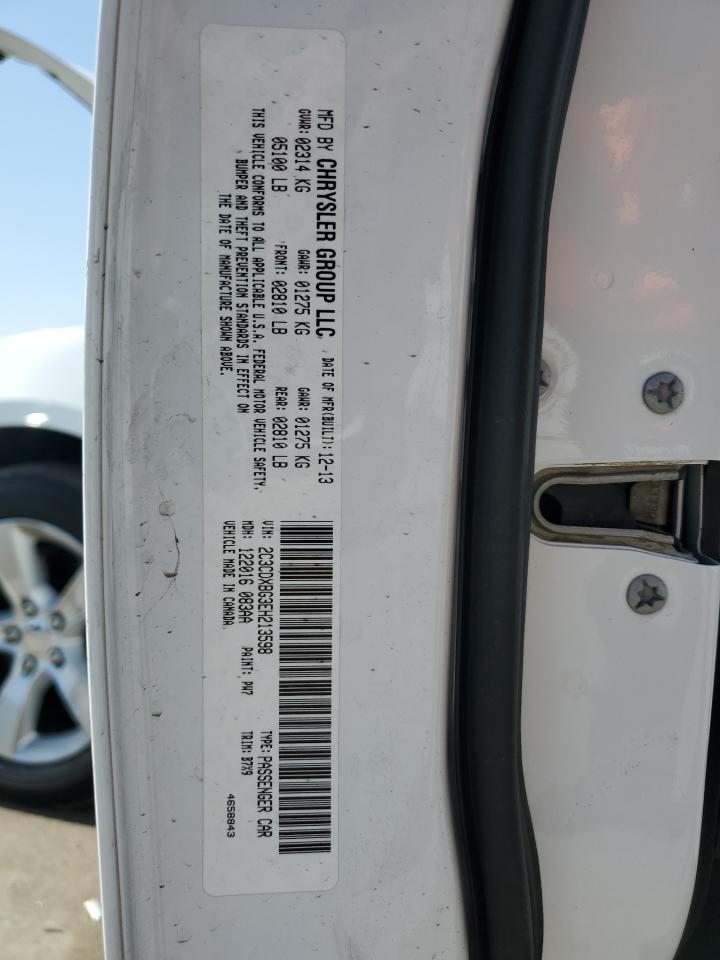 MFD BY CHRYSLER GROUP LLC DATE OF MFR(BUILT): 12-13
GVWR: 02314 KG GAWR: 01275 KG GAWR: 01275 KG
05100 LB FRONT: 02810 LB REAR: 02810 LB
THIS VEHICLE CONFORMS TO ALL APPLICABLE U.S.A. FEDERAL MOTOR VEHICLE SAFETY,
BUMPER AND THEFT PREVENTION STANDARDS IN EFFECT ON
THE DATE OF MANUFACTURE SHOWN ABOVE.
VIN: 2C3CDXBG3EH213598 TYPE: PASSENGER CAR
MDH: 122016 083AA PAINT: PW7 TRIM: B7X9
VEHICLE MADE IN CANADA.
4658843